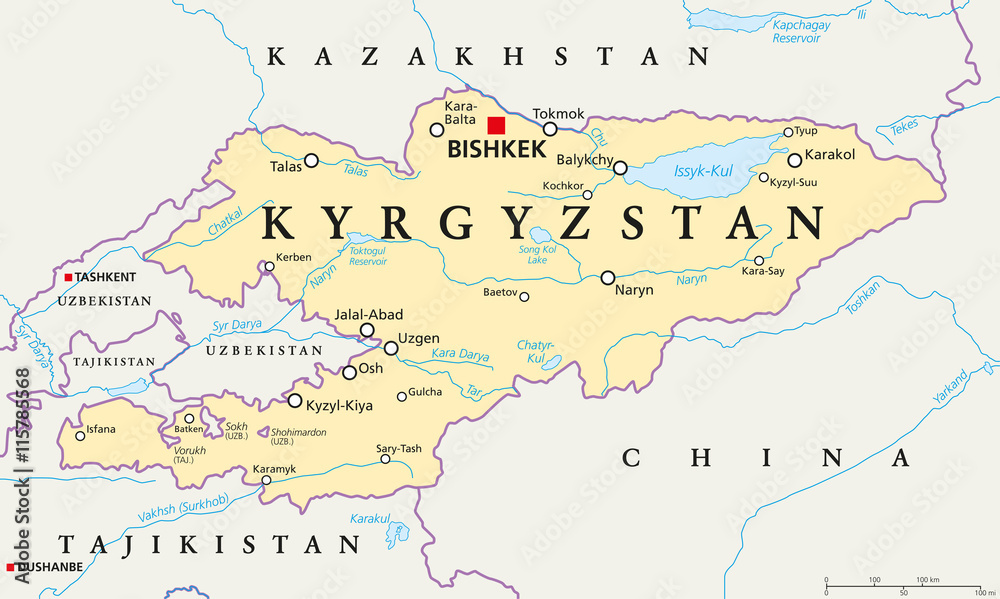 Ili
Kapchagay
Reservoir
KAZAKHSTAN
Kara-
Balta
Tokmok
BISHKEK
Chu
Tyup
Tekes
Talas
Talas
Balykchy
Issyk-Kul
Karakol
Kochkor
Kyzyl-Suu
Chatkal
KYRGYZSTAN
Kerben
Toktogul
Reservoir
Song Kol
Lake
TASHKENT
Naryn
Kara-Say
UZBEKISTAN
Baetov
Naryn
Naryn
Toshkan
Jalal-Abad
Syr Darya
Syr Darya
Uzgen
UZBEKISTAN
Kara Darya
Chatyr-
Kul
TAJIKISTAN
Osh
Tar
Gulcha
Yarkand
Kyzyl-Kiya
Isfana
Batken
Sokh
(UZB.)
Shohimardon
(UZB.)
Vorukh
(TAJ.)
Sary-Tash
CHINA
Karamyk
Vakhsh (Surkhob)
Karakul
TAJIKISTAN
DUSHANBE
0 100 100 km
0 50 100 mi
Adobe Stock | #115785568
Adobe Stock